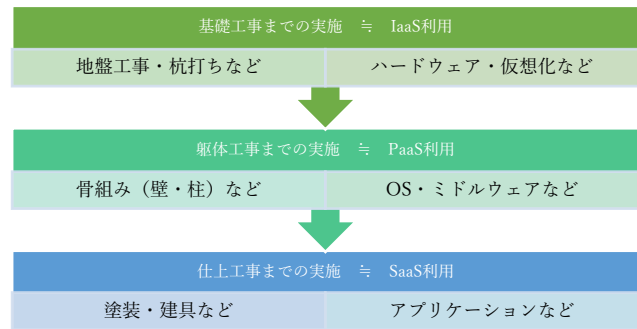 基礎工事までの実施　≒　IaaS利用
地盤工事・杭打ちなど　ハードウェア・仮想化など
躯体工事までの実施　≒　PaaS利用
骨組み（壁・柱）など　OS・ミドルウェアなど
仕上工事までの実施　≒　SaaS利用
塗装・建具など　アプリケーションなど